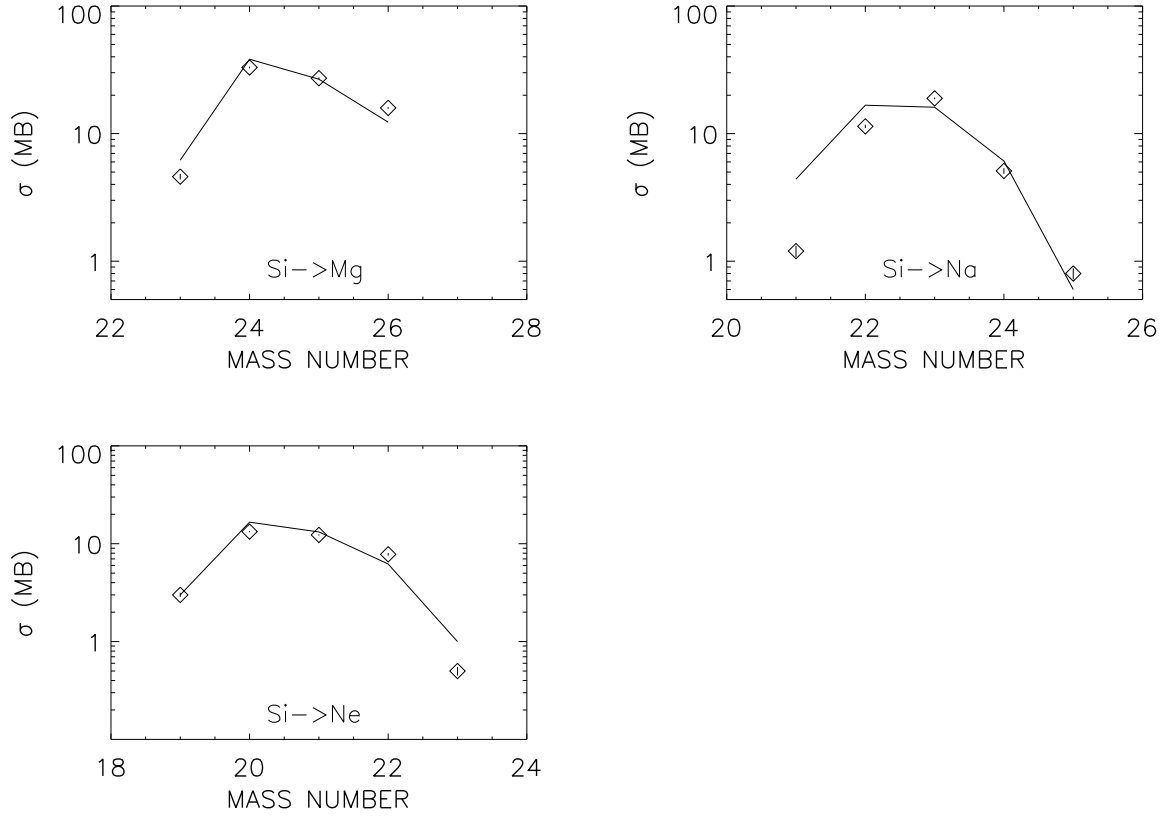 100
10
1
σ (MB)
Si->Mg
22 24 26 28
MASS NUMBER
100
10
1
σ (MB)
Si->Na
20 22 24 26
MASS NUMBER
100
10
1
σ (MB)
Si->Ne
18 20 22 24
MASS NUMBER